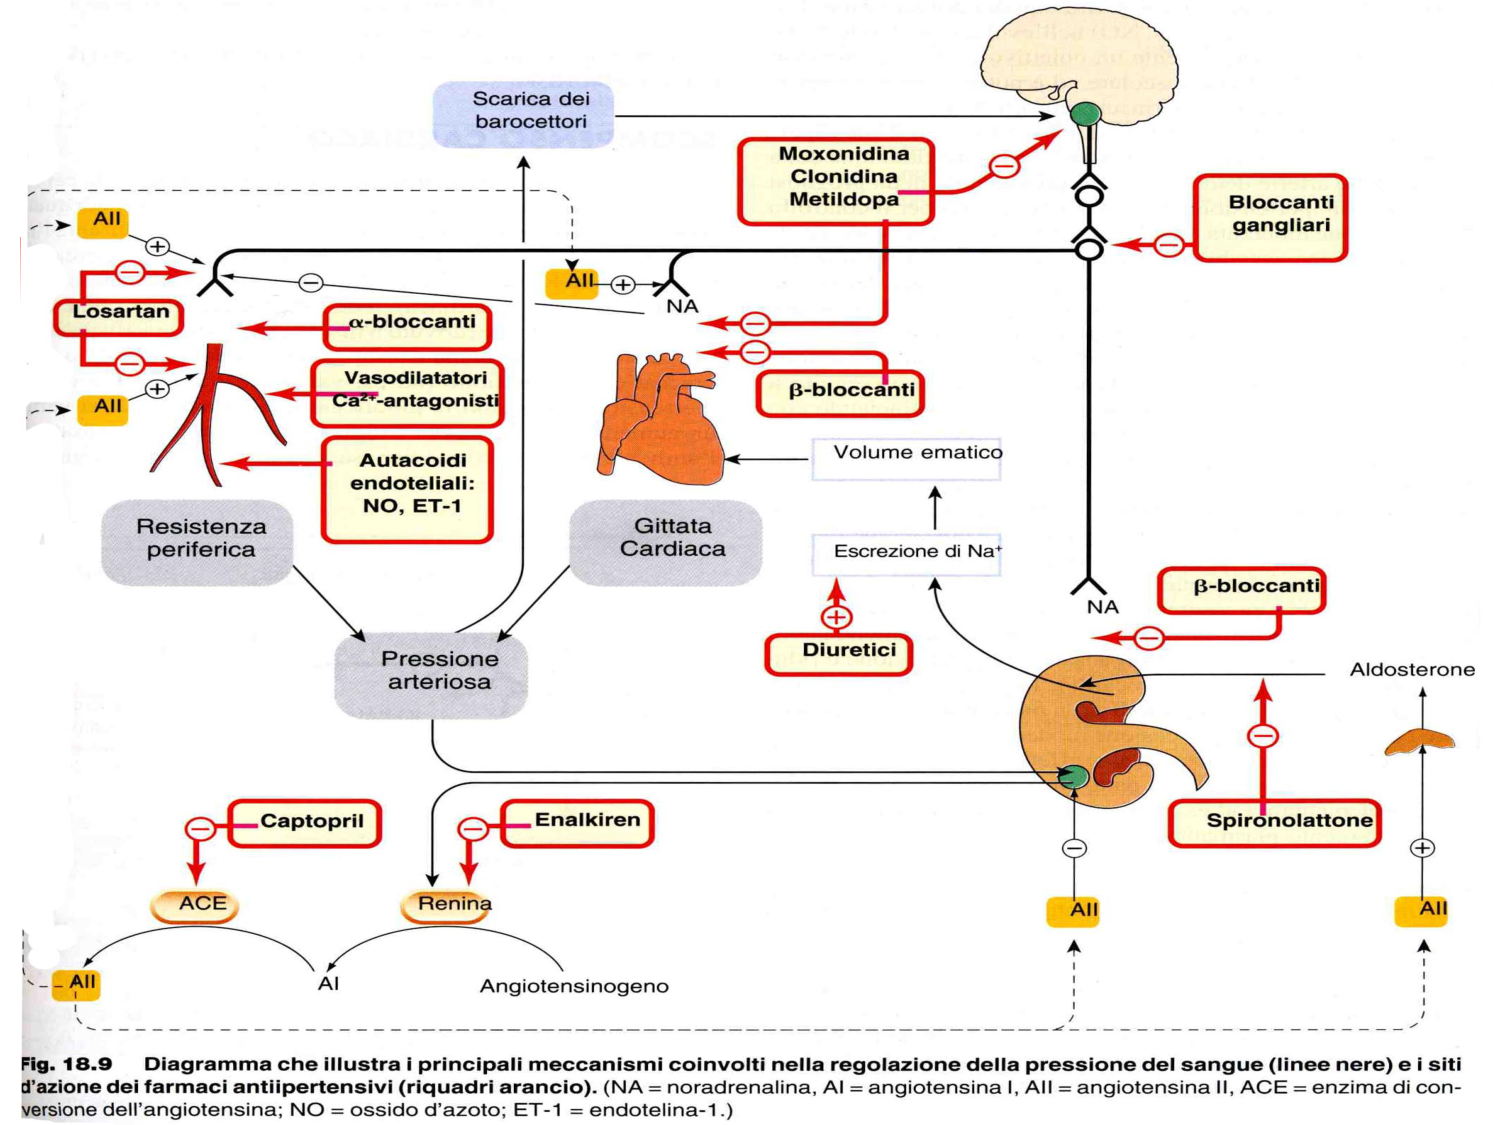 Scarica dei
barocettori
Moxonidina
Clonidina
Metildopa
Bloccanti
gangliari
AII
+
−
−
AII
+
NA
Losartan
α-bloccanti
−
−
−
+
AII
Vasodilatatori
Ca²⁺-antagonisti
β-bloccanti
−
Autacoidi
endoteliali:
NO, ET-1
Volume ematico
Resistenza
periferica
Gittata
Cardiaca
Escrezione di Na⁺
NA
β-bloccanti
−
+
Diuretici
Pressione
arteriosa
Aldosterone
−
Captopril
−
Enalkiren
−
Spironolattone
−
+
ACE
Renina
AII
AII
AII
AI
Angiotensinogeno
Fig. 18.9 Diagramma che illustra i principali meccanismi coinvolti nella regolazione della pressione del sangue (linee nere) e i siti
d'azione dei farmaci antiipertensivi (riquadri arancio). (NA = noradrenalina, AI = angiotensina I, AII = angiotensina II, ACE = enzima di con-
versione dell'angiotensina; NO = ossido d'azoto; ET-1 = endotelina-1.)